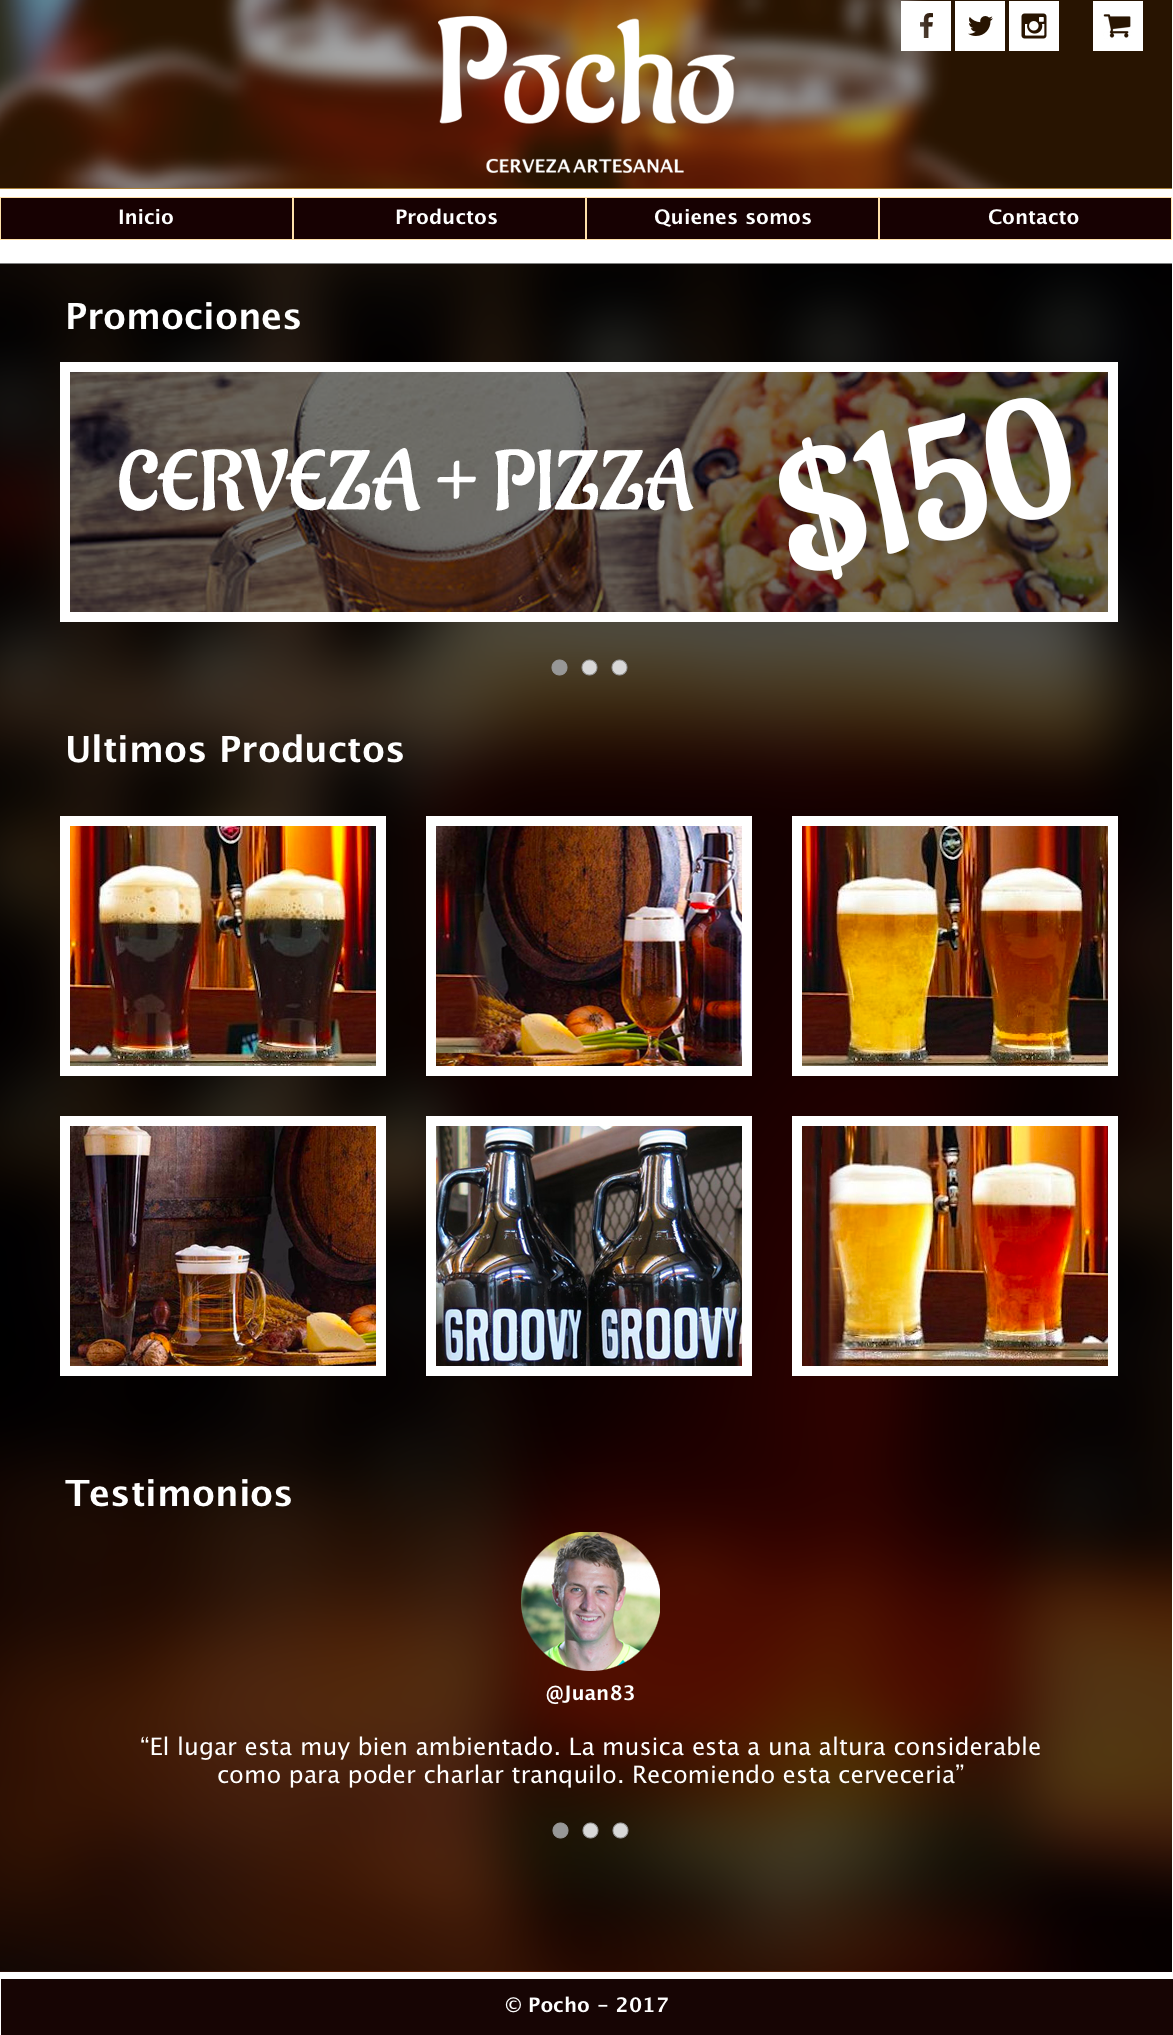 Pocho
CERVEZA ARTESANAL
Inicio
Productos
Quienes somos
Contacto
Promociones
CERVEZA + PIZZA
$150
Ultimos Productos
GROOVY
GROOVY
Testimonios
@Juan83
“El lugar esta muy bien ambientado. La musica esta a una altura considerable
como para poder charlar tranquilo. Recomiendo esta cerveceria”
© Pocho – 2017